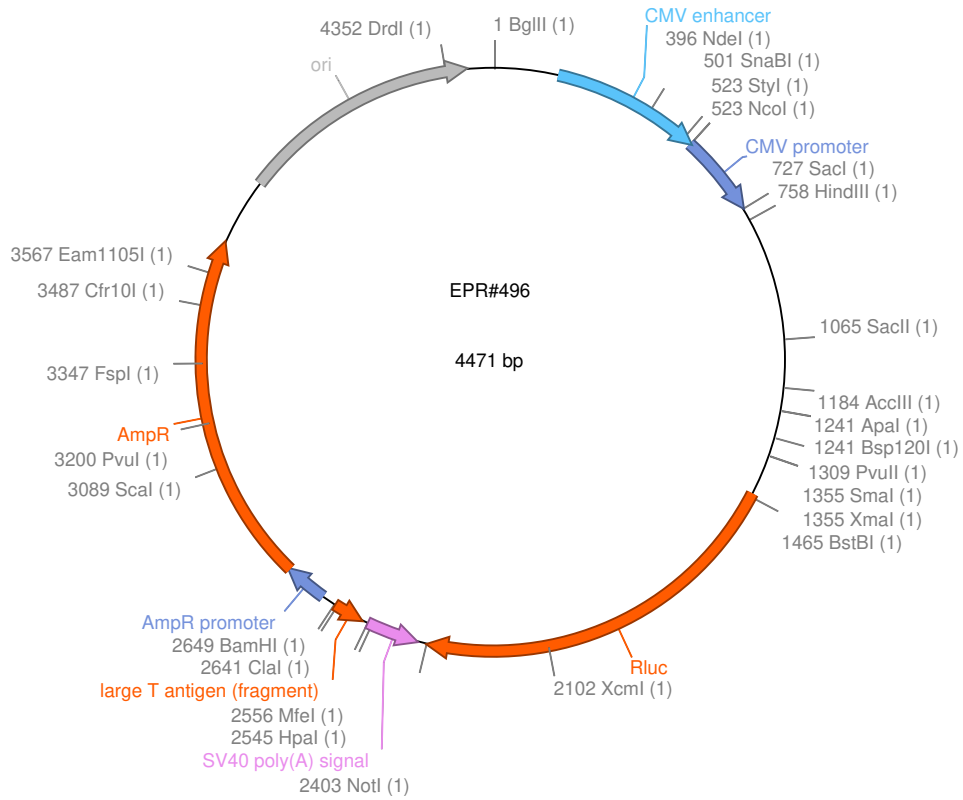 4352 DrdI (1)
1 BglII (1)
CMV enhancer
396 NdeI (1)
501 SnaBI (1)
523 StyI (1)
523 NcoI (1)
CMV promoter
727 SacI (1)
758 HindIII (1)
ori
3567 Eam1105I (1)
3487 Cfr10I (1)
3347 FspI (1)
AmpR
3200 PvuI (1)
3089 ScaI (1)
EPR#496
4471 bp
1065 SacII (1)
1184 AccIII (1)
1241 ApaI (1)
1241 Bsp120I (1)
1309 PvuII (1)
1355 SmaI (1)
1355 XmaI (1)
1465 BstBI (1)
AmpR promoter
2649 BamHI (1)
2641 ClaI (1)
large T antigen (fragment)
2556 MfeI (1)
2545 HpaI (1)
SV40 poly(A) signal
2403 NotI (1)
Rluc
2102 XcmI (1)